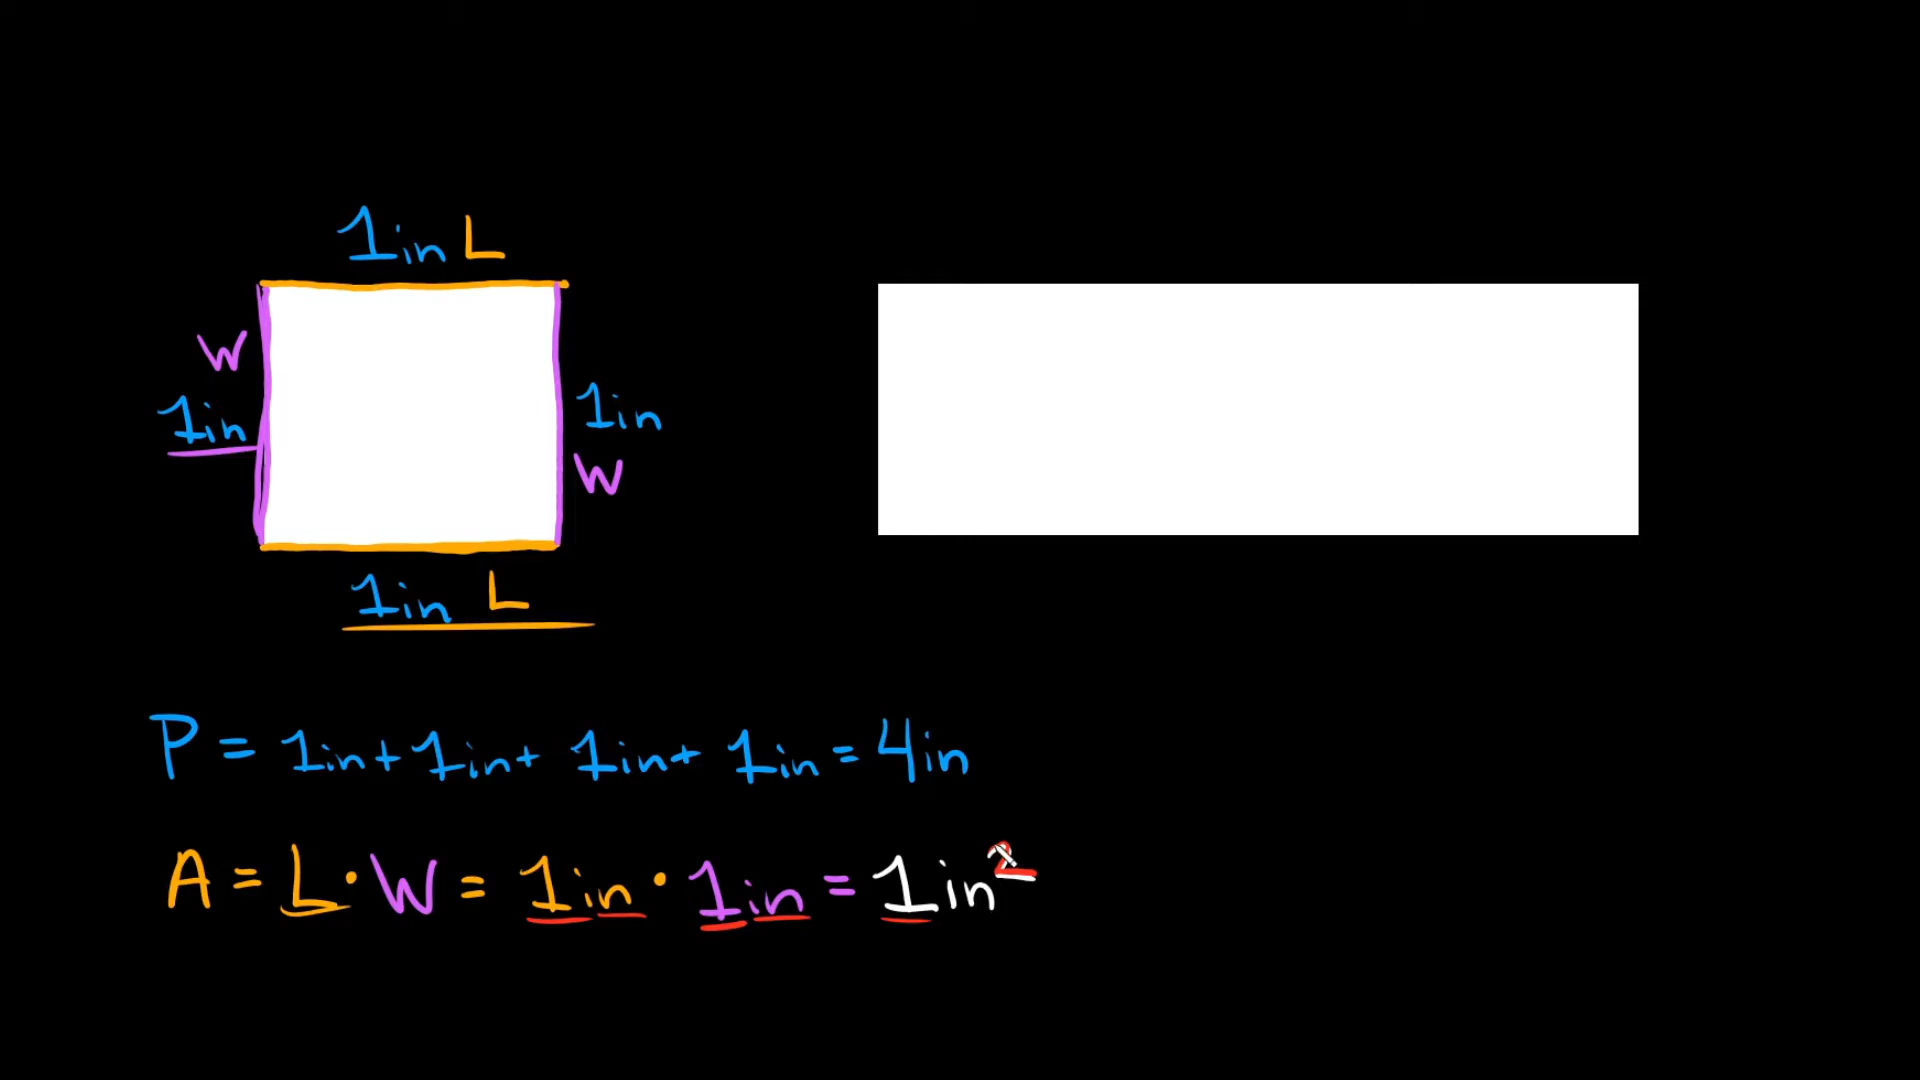 1in L
W
1in
1in
W
1in L
P = 1in + 1in + 1in + 1in = 4in
A = L · W = 1in · 1in = 1in²